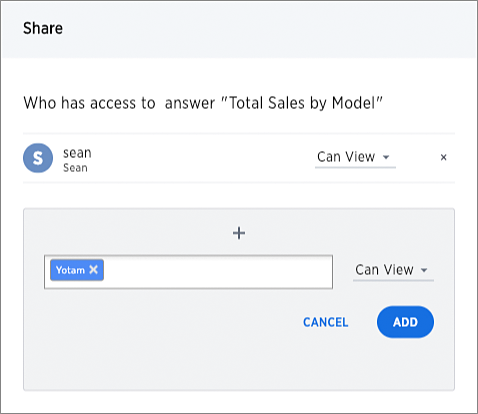 Share
Who has access to answer "Total Sales by Model"
S sean Can View ×
Sean
+
Yotam × Can View
CANCEL ADD